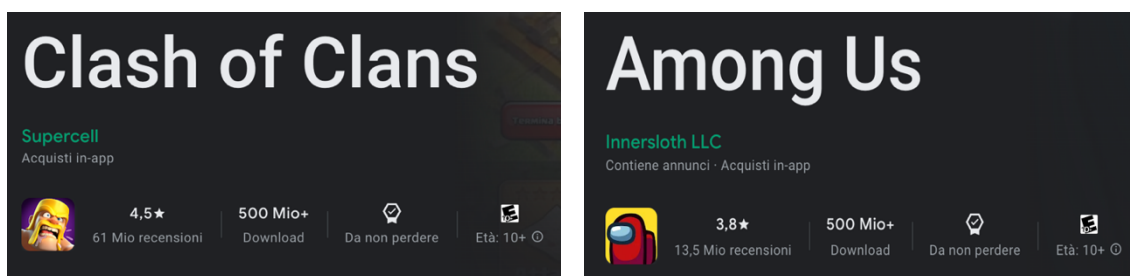 Clash of Clans
Supercell
Acquisti in-app
4,5★
500 Mio+
61 Mio recensioni
Download
Da non perdere
Età: 10+
Among Us
Innersloth LLC
Contiene annunci · Acquisti in-app
3,8★
500 Mio+
13,5 Mio recensioni
Download
Da non perdere
Età: 10+